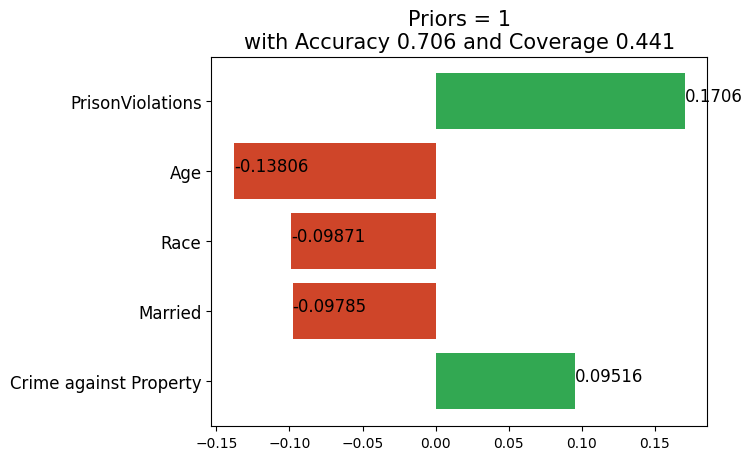 Priors = 1
with Accuracy 0.706 and Coverage 0.441
PrisonViolations
0.1706
Age
-0.13806
Race
-0.09871
Married
-0.09785
Crime against Property
0.09516
−0.15 −0.10 −0.05 0.00 0.05 0.10 0.15